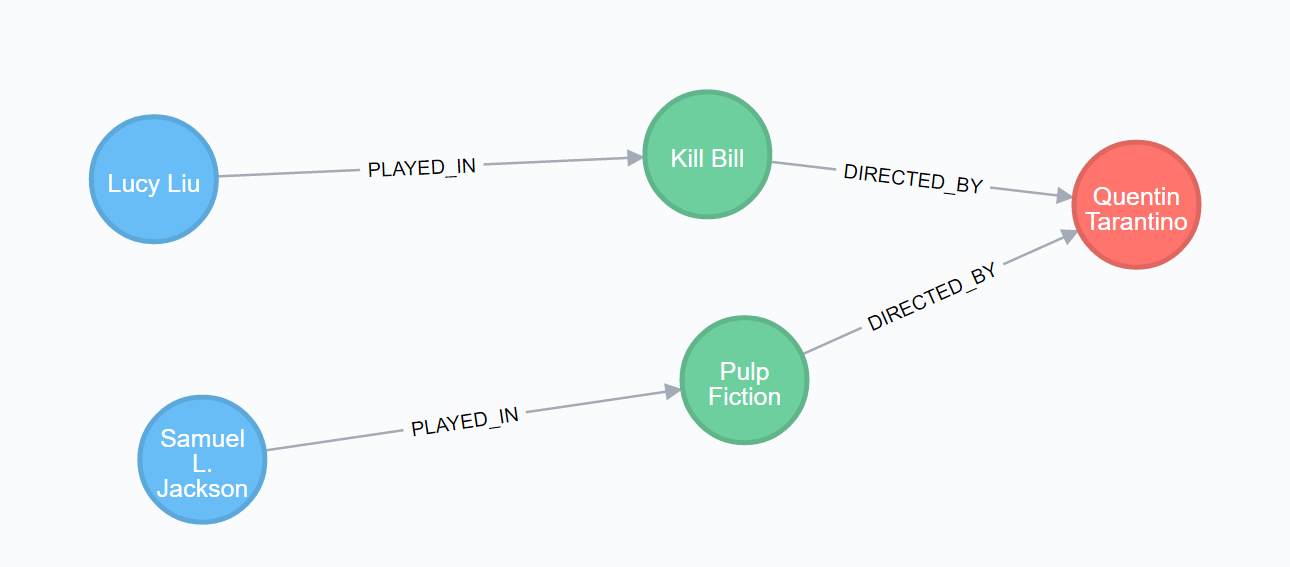 Lucy Liu
PLAYED_IN
Kill Bill
DIRECTED_BY
Quentin
Tarantino
Samuel
L.
Jackson
PLAYED_IN
Pulp
Fiction
DIRECTED_BY